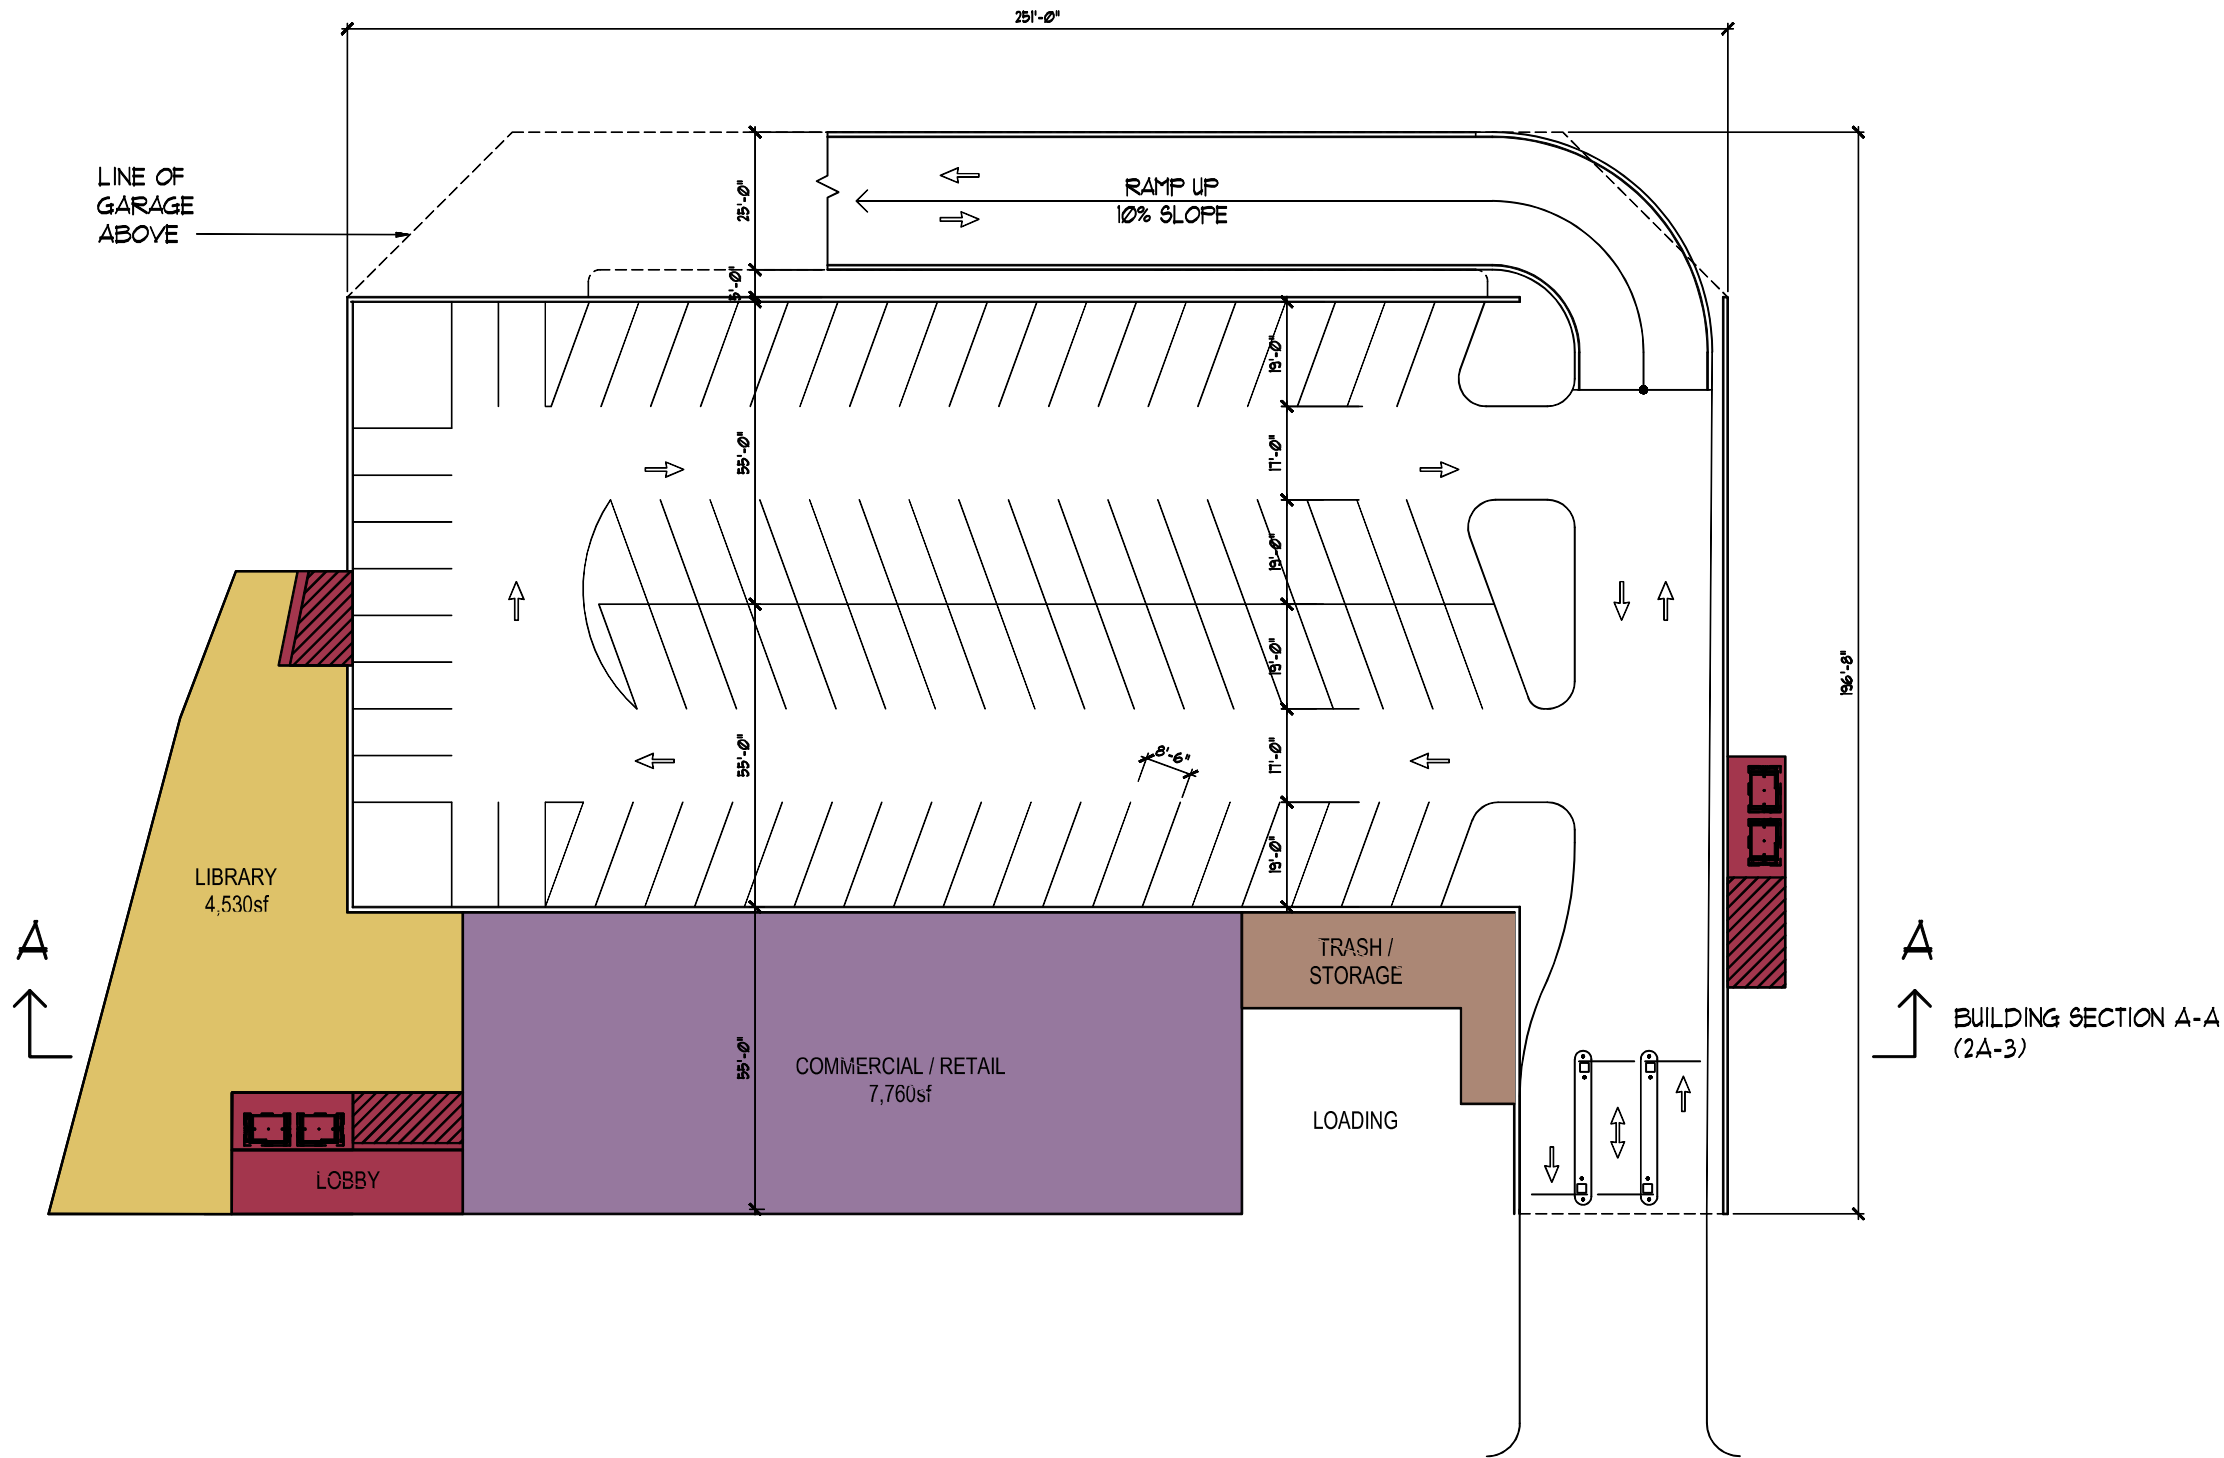 251'-0"
LINE OF
GARAGE
ABOVE
25'-0"
RAMP UP
10% SLOPE
5'-0"
19'-0"
55'-0"
17'-0"
19'-0"
196'-8"
19'-0"
55'-0"
17'-0"
8'-6"
19'-0"
LIBRARY
4,530sf
A
A
TRASH /
STORAGE
BUILDING SECTION A-A
(2A-3)
55'-0"
COMMERCIAL / RETAIL
7,760sf
LOADING
LOBBY